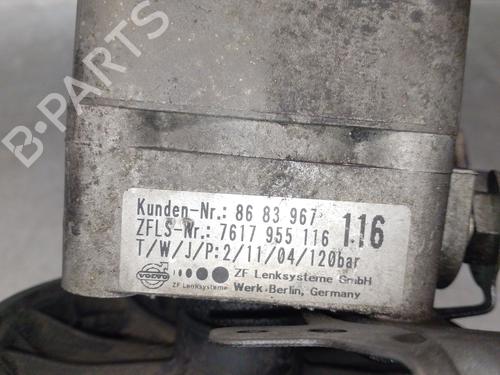 B-PARTS
Kunden-Nr.: 86 83 967
ZFLS-Nr.: 7617 955 116 116
T/W/J/P:2/11/04/120bar
VOLVO ZF Lenksysteme GmbH
ZF Lenksysteme Werk Berlin, Germany